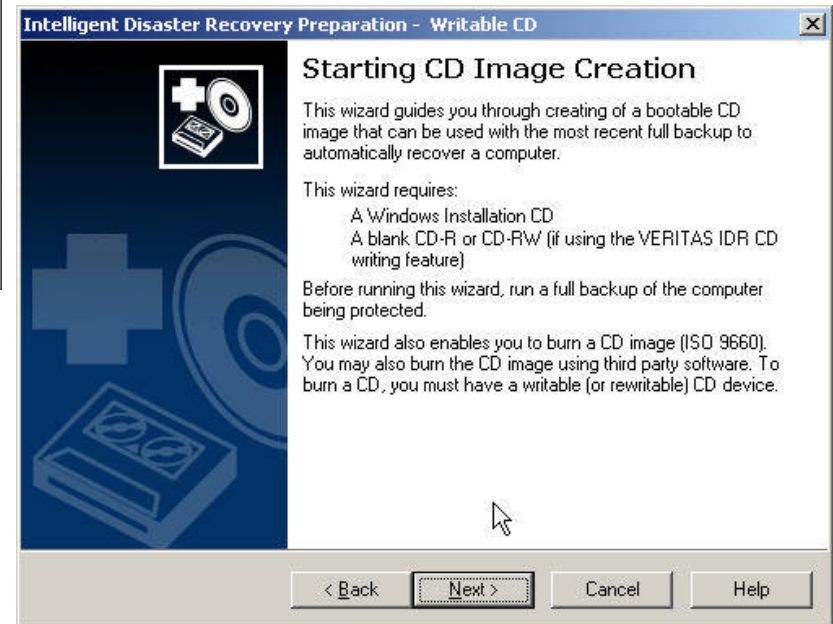 Intelligent Disaster Recovery Preparation - Writable CD
Starting CD Image Creation
This wizard guides you through creating of a bootable CD
image that can be used with the most recent full backup to
automatically recover a computer.
This wizard requires:
A Windows Installation CD
A blank CD-R or CD-RW (if using the VERITAS IDR CD
writing feature)
Before running this wizard, run a full backup of the computer
being protected.
This wizard also enables you to burn a CD image (ISO 9660).
You may also burn the CD image using third party software. To
burn a CD, you must have a writable (or rewritable) CD device.
< Back Next > Cancel Help